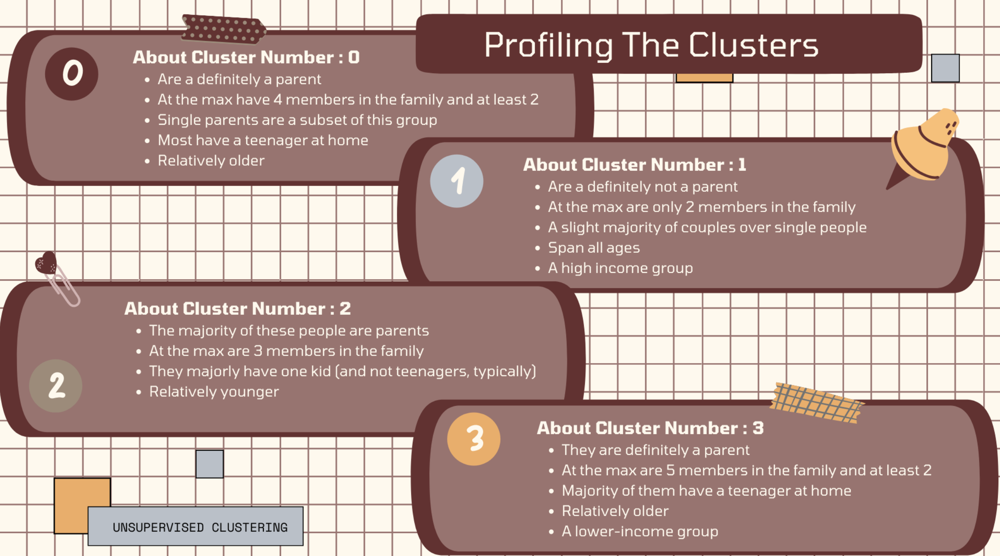 Profiling The Clusters
0
About Cluster Number : 0
• Are a definitely a parent
• At the max have 4 members in the family and at least 2
• Single parents are a subset of this group
• Most have a teenager at home
• Relatively older
1
About Cluster Number : 1
• Are a definitely not a parent
• At the max are only 2 members in the family
• A slight majority of couples over single people
• Span all ages
• A high income group
2
About Cluster Number : 2
• The majority of these people are parents
• At the max are 3 members in the family
• They majorly have one kid (and not teenagers, typically)
• Relatively younger
3
About Cluster Number : 3
• They are definitely a parent
• At the max are 5 members in the family and at least 2
• Majority of them have a teenager at home
• Relatively older
• A lower-income group
UNSUPERVISED CLUSTERING